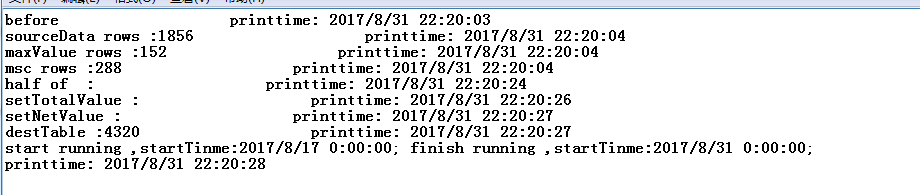 before printtime: 2017/8/31 22:20:03
sourceData rows :1856 printtime: 2017/8/31 22:20:04
maxValue rows :152 printtime: 2017/8/31 22:20:04
msc rows :288 printtime: 2017/8/31 22:20:04
half of : printtime: 2017/8/31 22:20:24
setTotalValue : printtime: 2017/8/31 22:20:26
setNetValue : printtime: 2017/8/31 22:20:27
destTable :4320 printtime: 2017/8/31 22:20:27
start running ,startTinme:2017/8/17 0:00:00; finish running ,startTinme:2017/8/31 0:00:00;
printtime: 2017/8/31 22:20:28